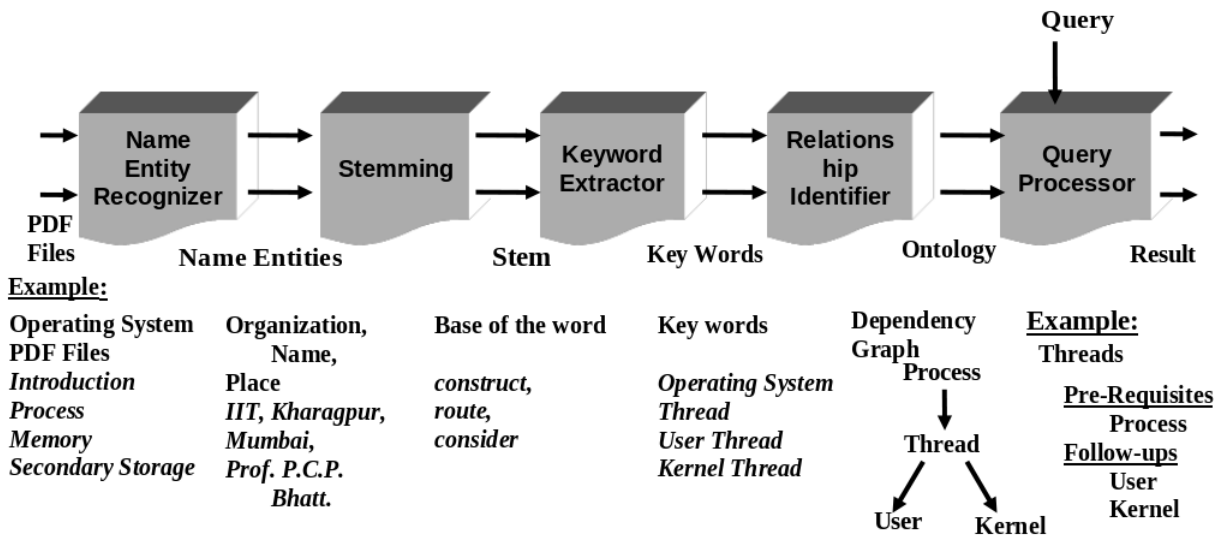 Query
Name
Entity
Recognizer
Stemming
Keyword
Extractor
Relations
hip
Identifier
Query
Processor
PDF
Files
Name Entities
Stem
Key Words
Ontology
Result
Example:
Operating System
PDF Files
Introduction
Process
Memory
Secondary Storage
Organization,
Name,
Place
IIT, Kharagpur,
Mumbai,
Prof. P.C.P.
Bhatt.
Base of the word
construct,
route,
consider
Key words
Operating System
Thread
User Thread
Kernel Thread
Dependency
Graph
Process
Thread
User
Kernel
Example:
Threads
Pre-Requisites
Process
Follow-ups
User
Kernel